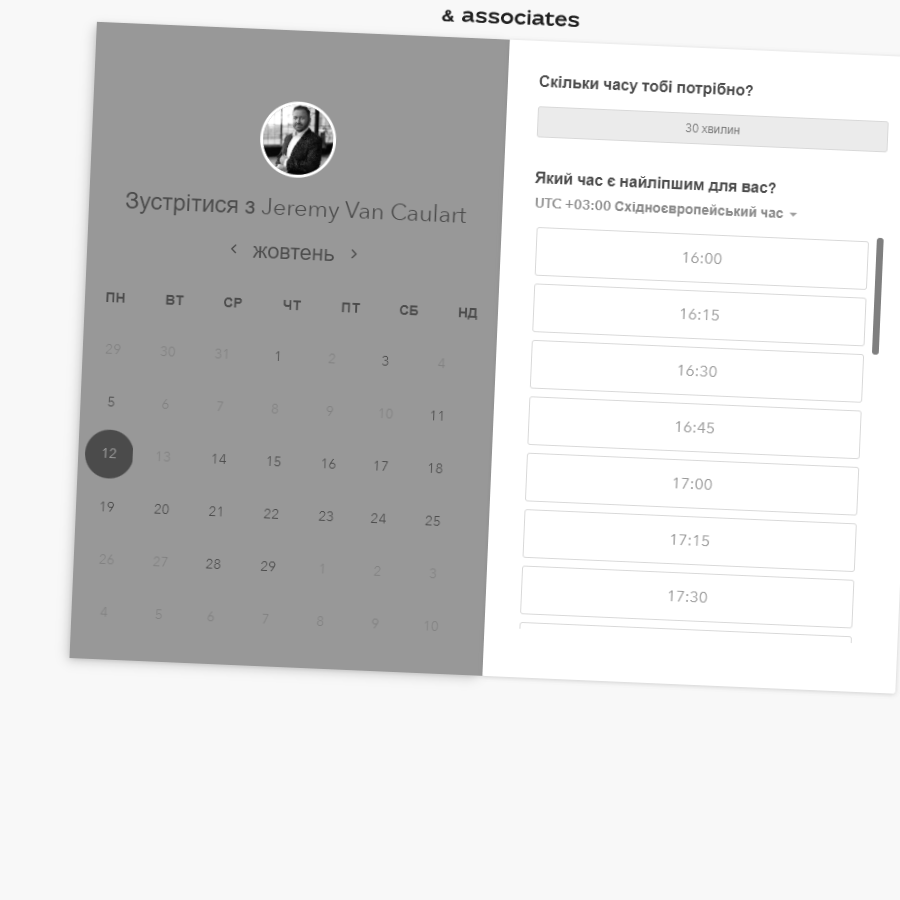 & associates
Зустрітися з Jeremy Van Caulart
жовтень
ПН ВТ СР ЧТ ПТ СБ НД
29 30 31 1 2 3 4
5 6 7 8 9 10 11
12 13 14 15 16 17 18
19 20 21 22 23 24 25
26 27 28 29 1 2 3
4 5 6 7 8 9 10
Скільки часу тобі потрібно?
30 хвилин
Який час є найліпшим для вас?
UTC +03:00 Східноєвропейський час
16:00
16:15
16:30
16:45
17:00
17:15
17:30